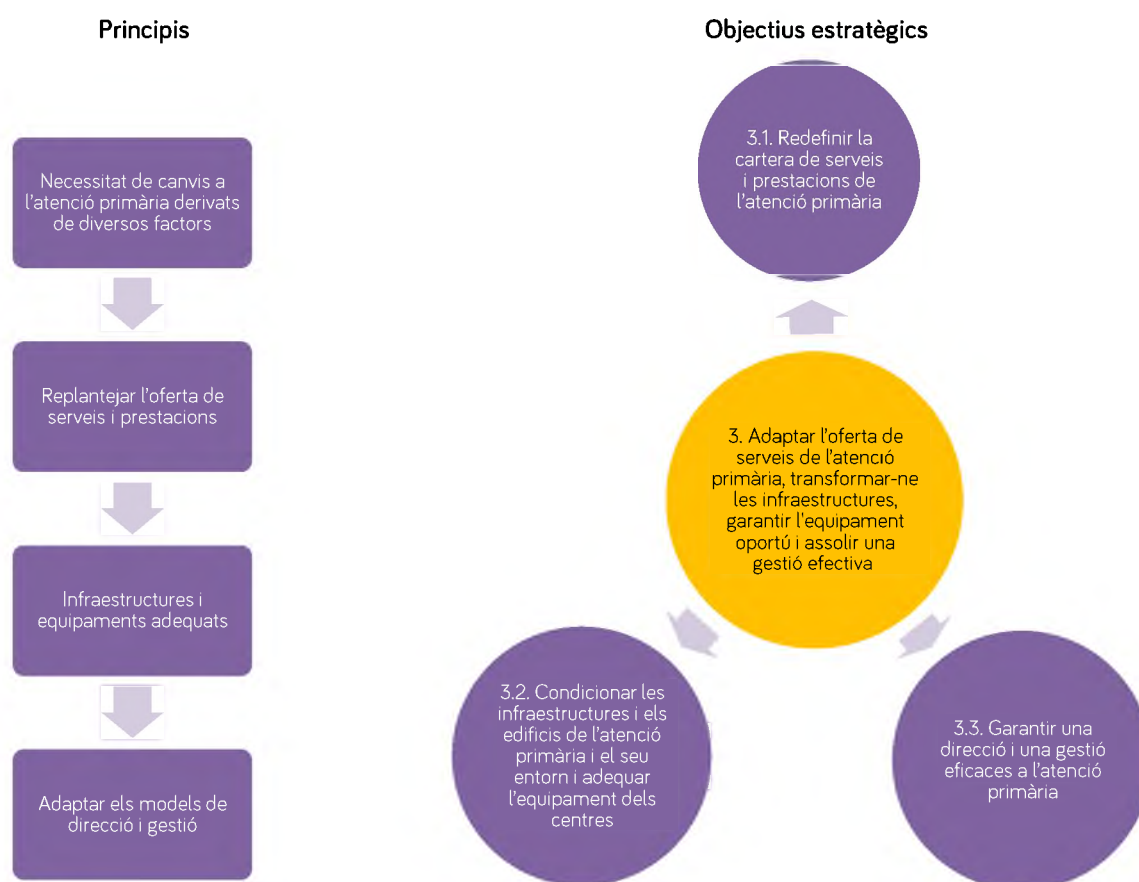 Principis
Necessitat de canvis a
l'atenció primària derivats
de diversos factors
Replantejar l'oferta de
serveis i prestacions
Infraestructures i
equipaments adequats
Adaptar els models de
direcció i gestió
Objectius estratègics
3.1. Redefinir la
cartera de serveis
i prestacions de
l'atenció primària
3. Adaptar l'oferta de
serveis de l'atenció
primària, transformar-ne
les infraestructures,
garantir l'equipament
oportú i assolir una
gestió efectiva
3.2. Condicionar les
infraestructures i els
edificis de l'atenció
primària i el seu
entorn i adequar
l'equipament dels
centres
3.3. Garantir una
direcció i una gestió
eficaces a l'atenció
primària